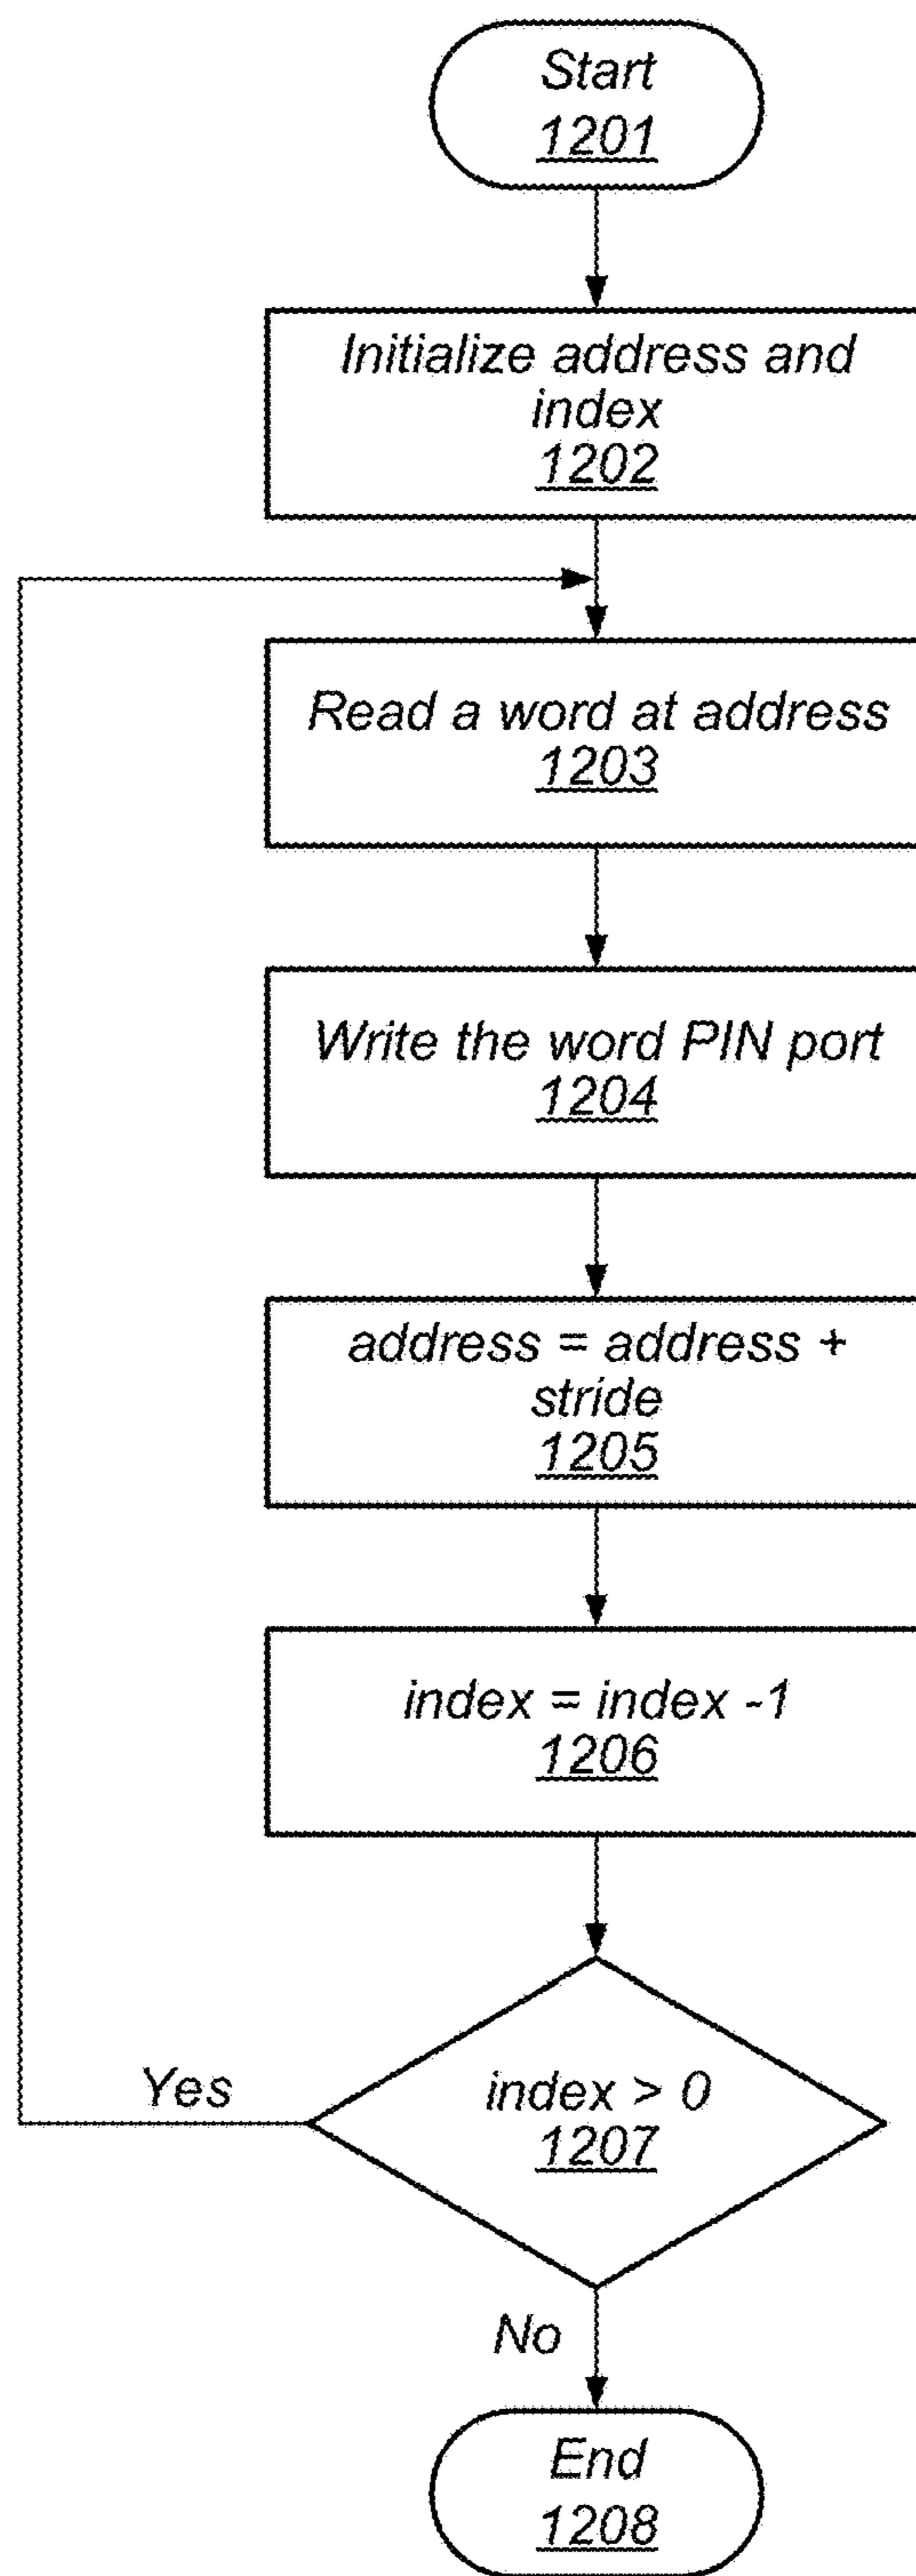 Start
1201
Initialize address and
index
1202
Read a word at address
1203
Write the word PIN port
1204
address = address +
stride
1205
index = index -1
1206
Yes
index > 0
1207
No
End
1208